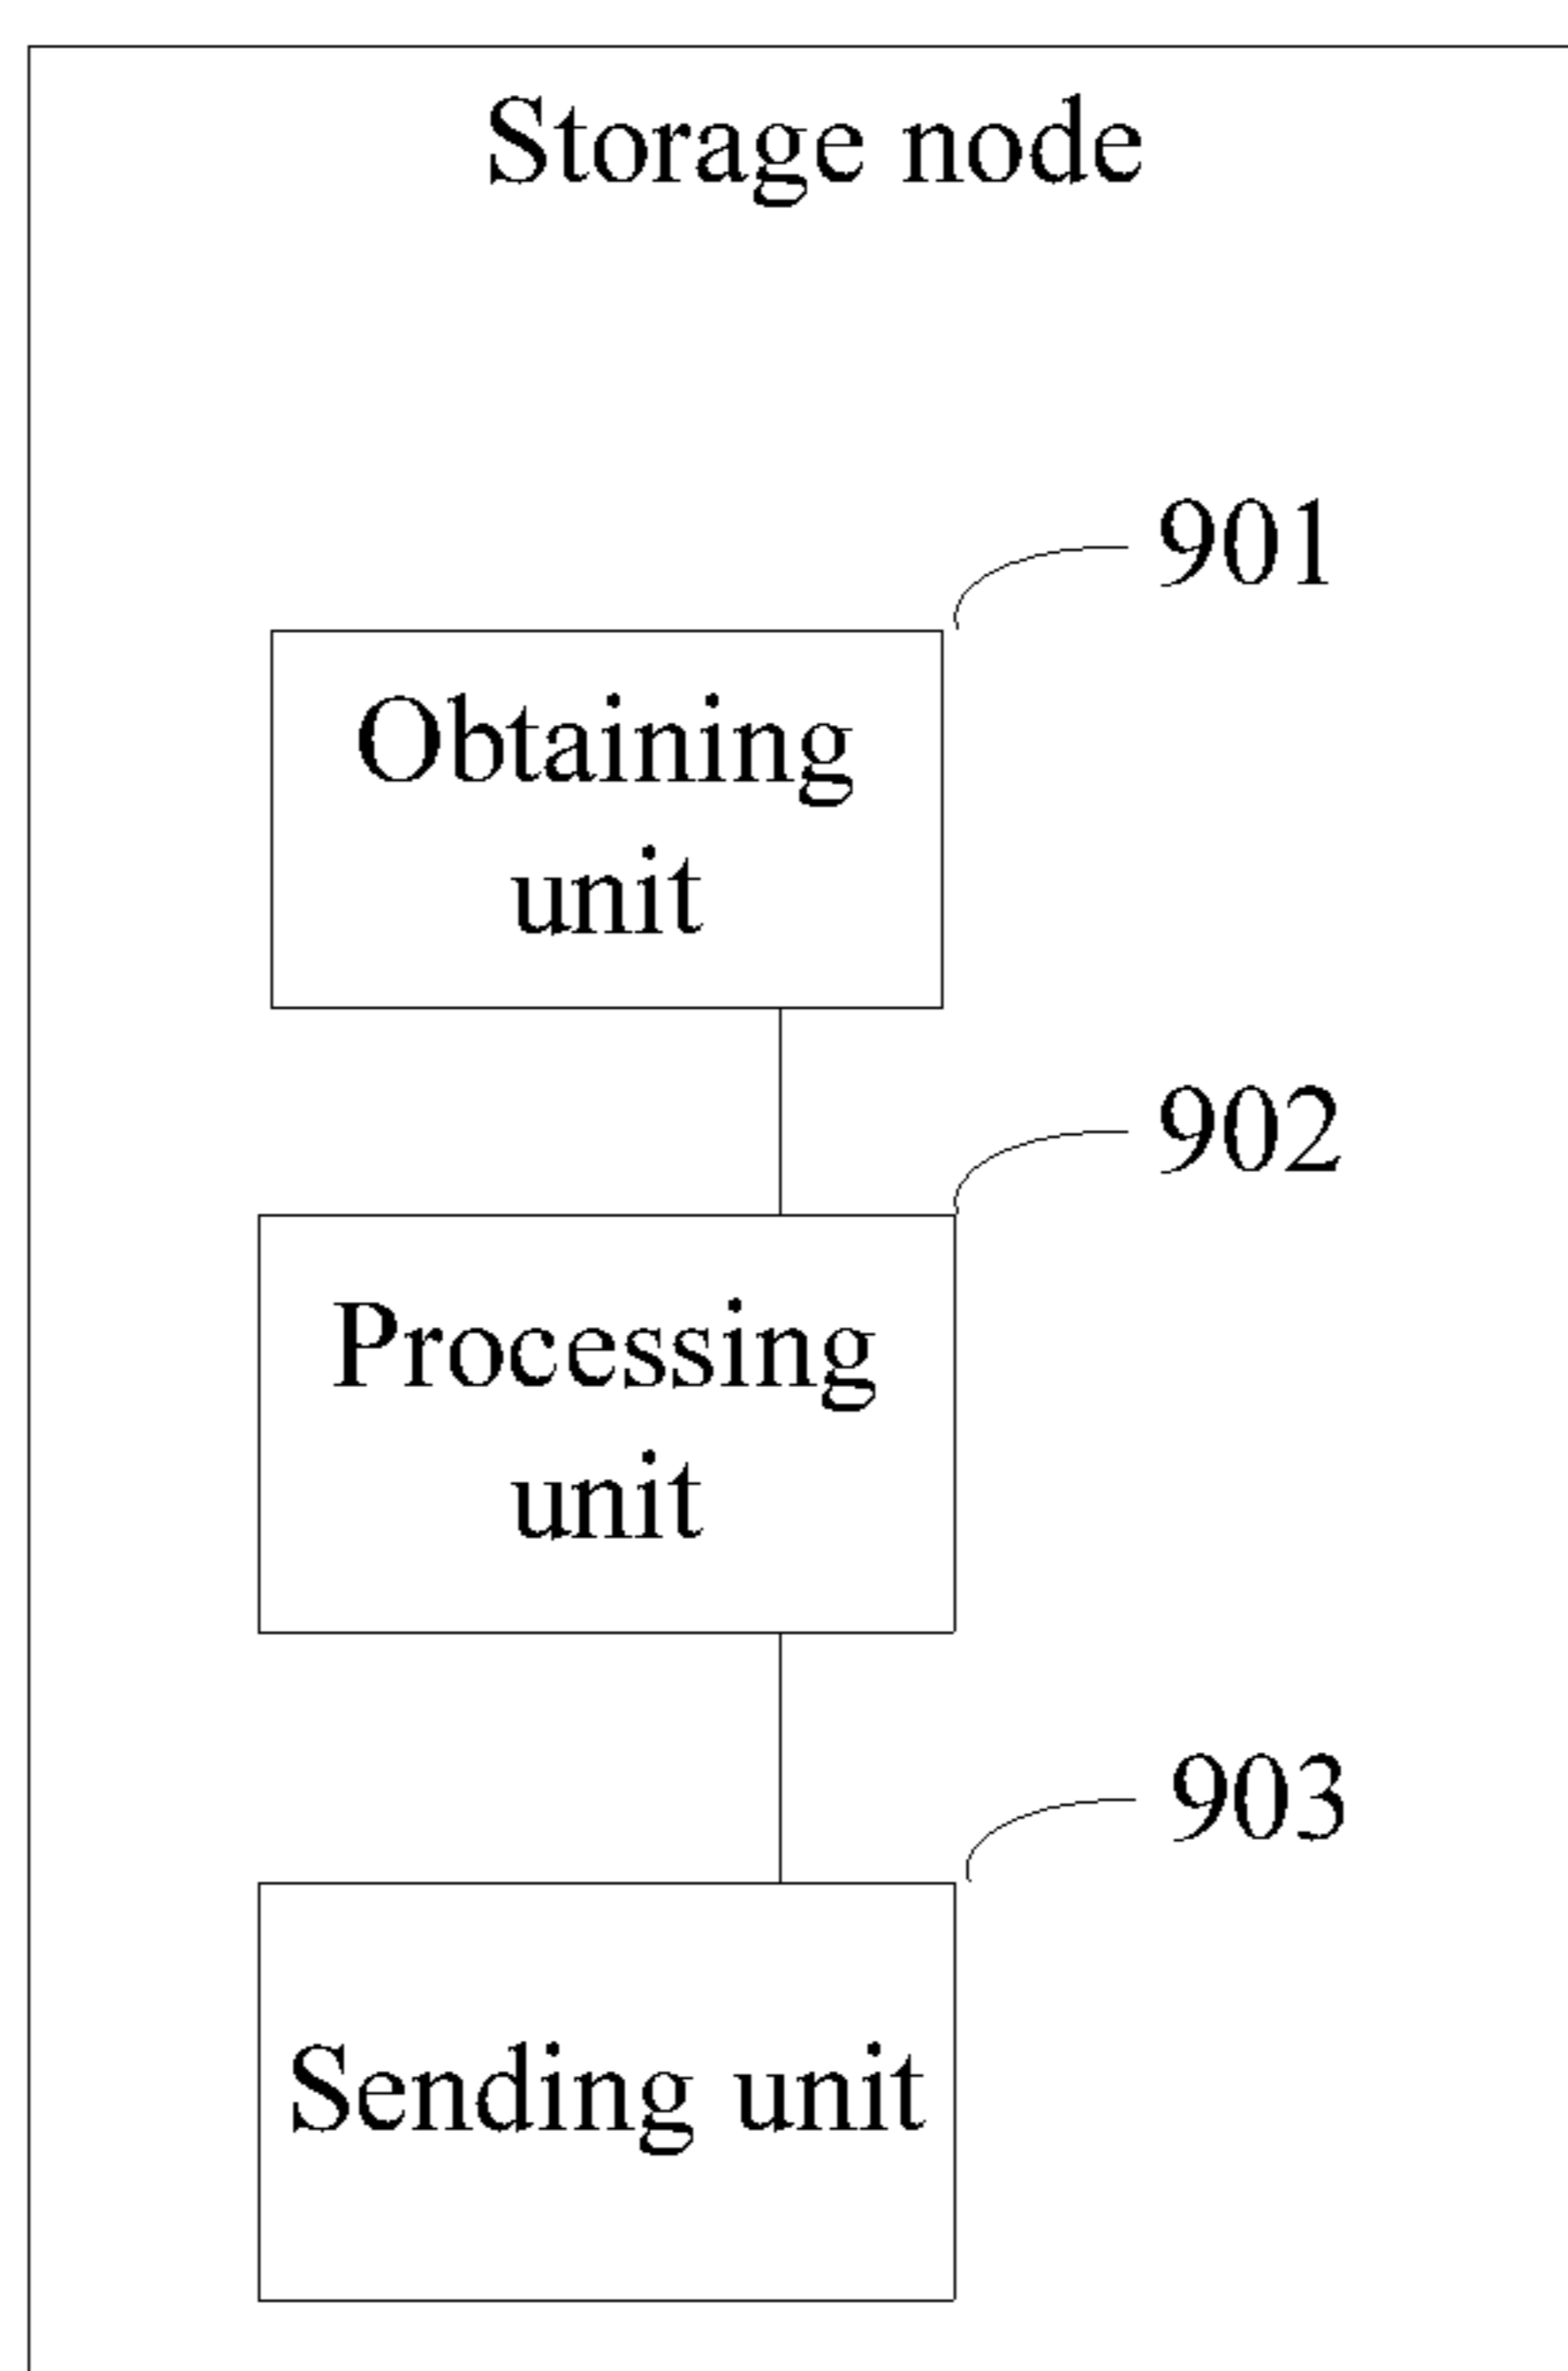 Storage node
901
Obtaining
unit
902
Processing
unit
903
Sending unit